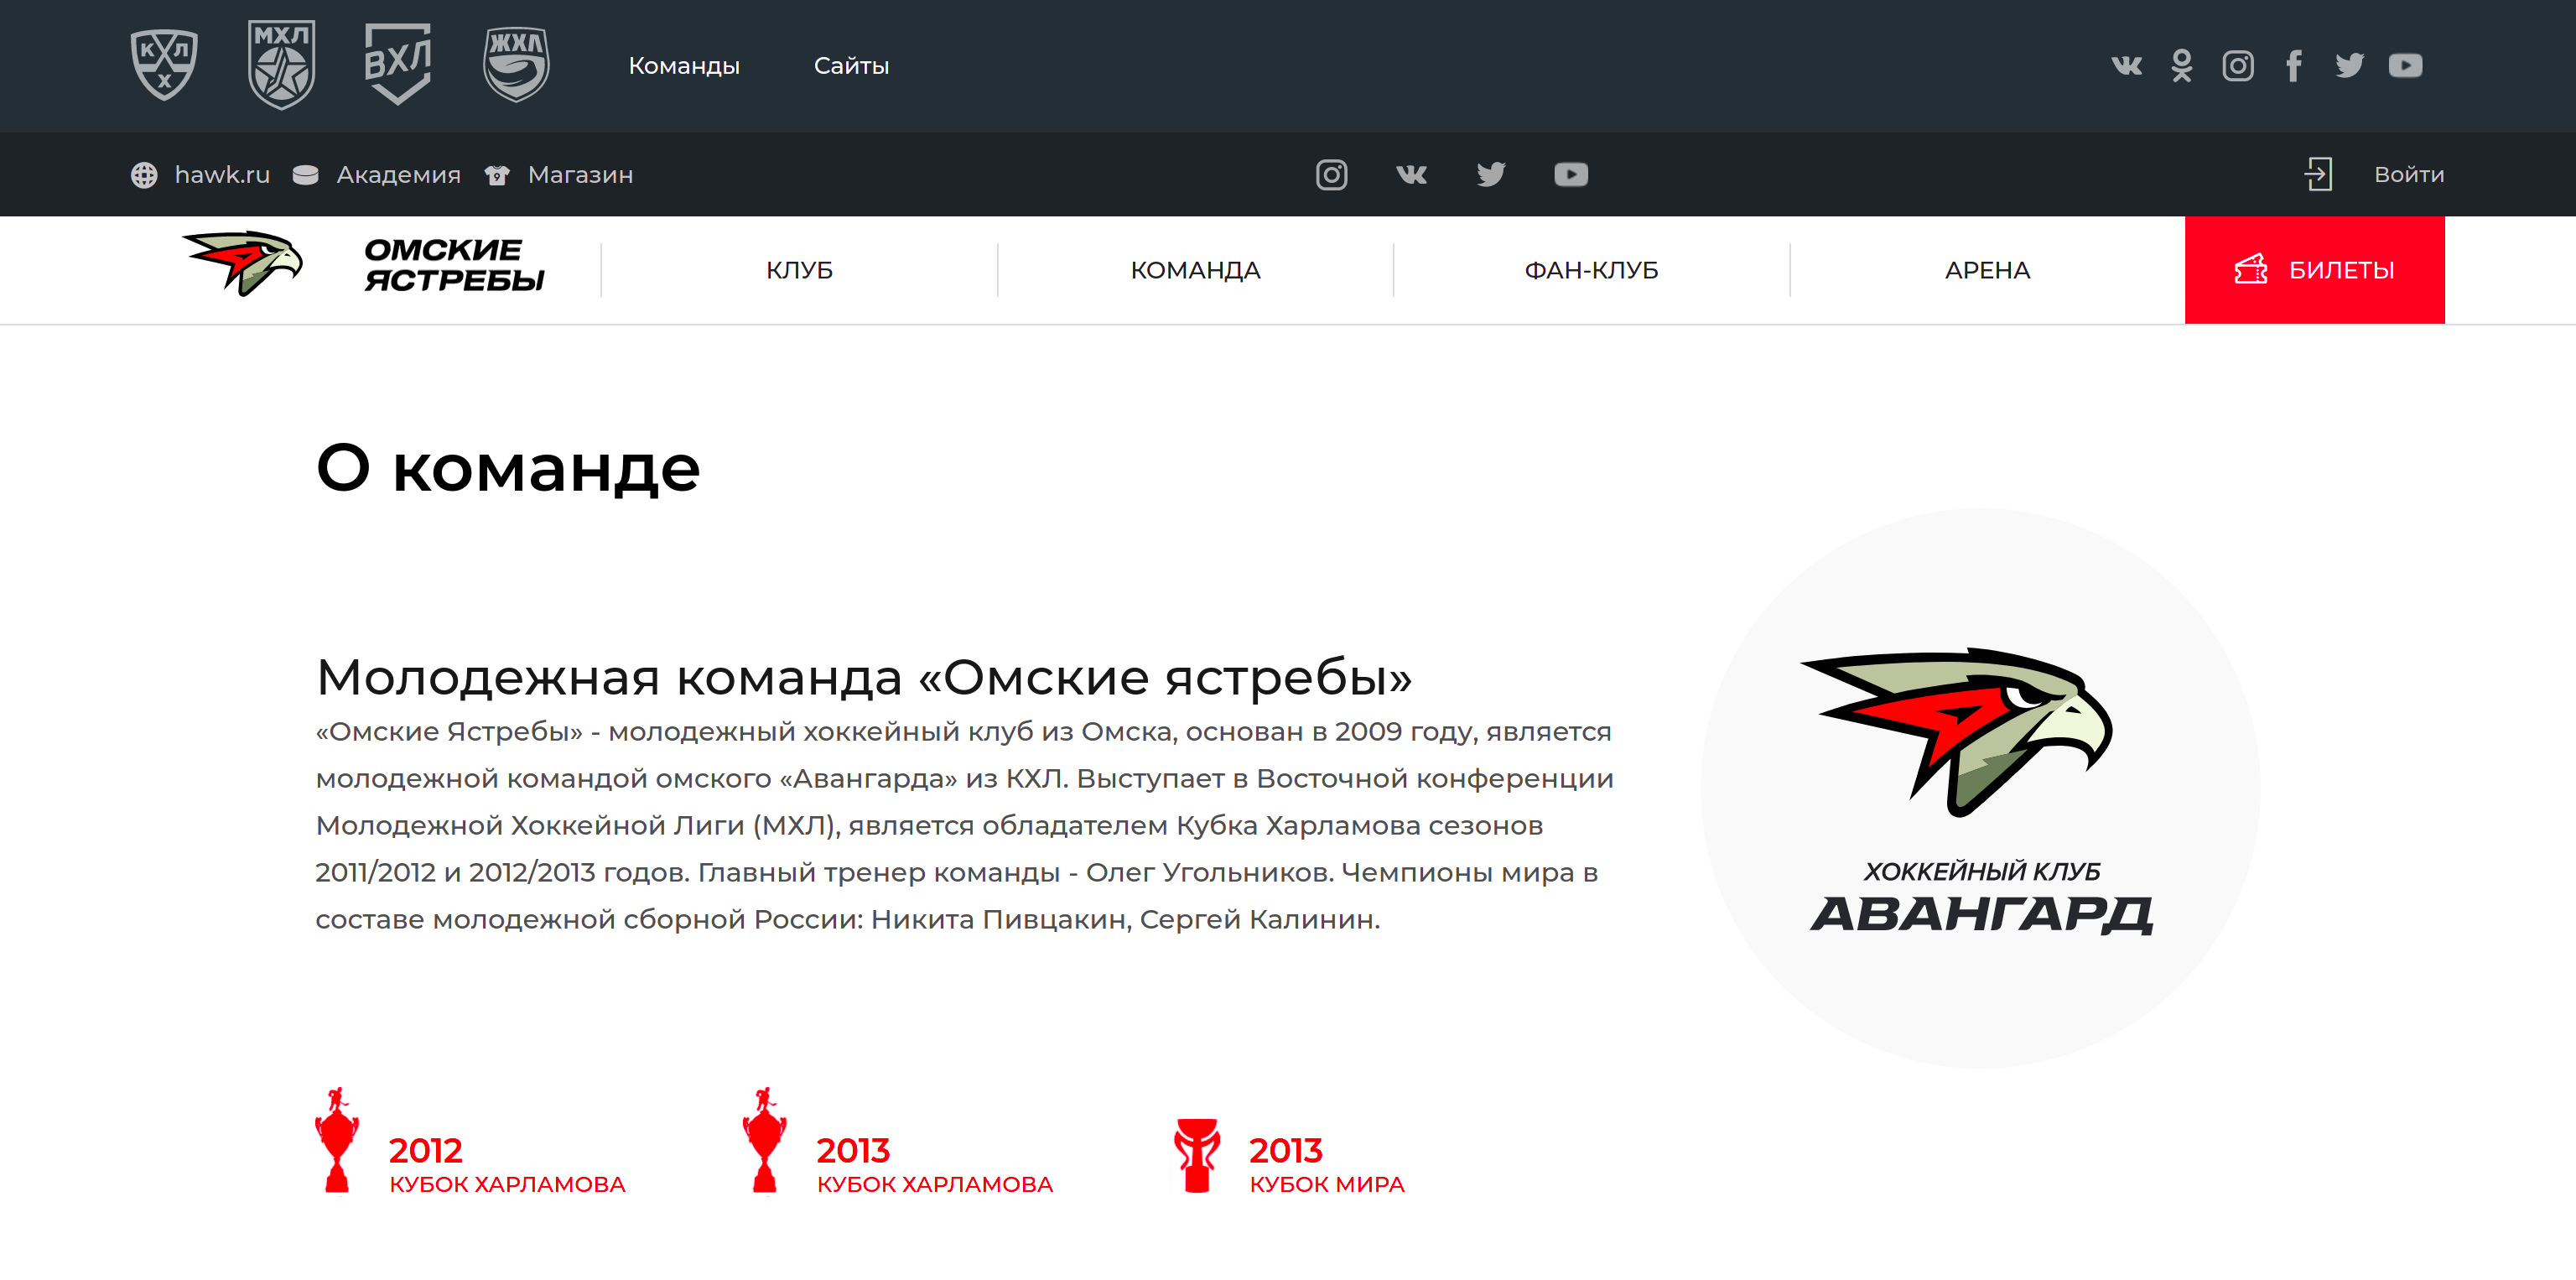 КХЛ
МХЛ
ВХЛ
ЖХЛ
Команды
Сайты
hawk.ru
Академия
9
Магазин
Войти
ОМСКИЕ
ЯСТРЕБЫ
КЛУБ
КОМАНДА
ФАН-КЛУБ
АРЕНА
БИЛЕТЫ
О команде
Молодежная команда «Омские ястребы»
«Омские Ястребы» - молодежный хоккейный клуб из Омска, основан в 2009 году, является
молодежной командой омского «Авангарда» из КХЛ. Выступает в Восточной конференции
Молодежной Хоккейной Лиги (МХЛ), является обладателем Кубка Харламова сезонов
2011/2012 и 2012/2013 годов. Главный тренер команды - Олег Угольников. Чемпионы мира в
составе молодежной сборной России: Никита Пивцакин, Сергей Калинин.
ХОККЕЙНЫЙ КЛУБ
АВАНГАРД
2012
КУБОК ХАРЛАМОВА
2013
КУБОК ХАРЛАМОВА
2013
КУБОК МИРА